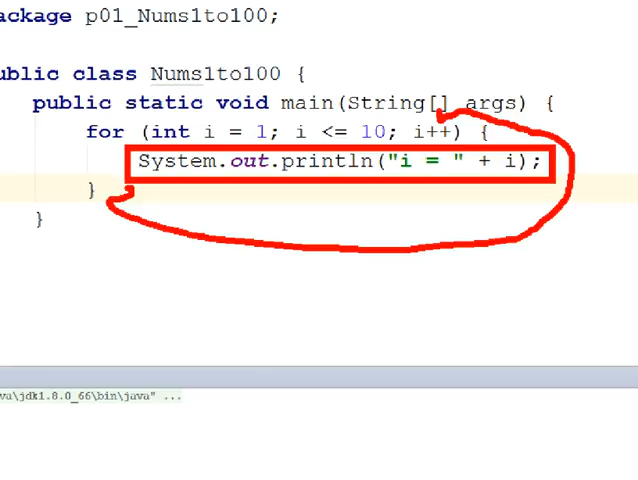 ackage p01_Nums1to100;
ublic class Nums1to100 {
public static void main(String[] args) {
for (int i = 1; i <= 10; i++) {
System.out.println("i = " + i);
}
}
va\jdk1.8.0_66\bin\java" ...